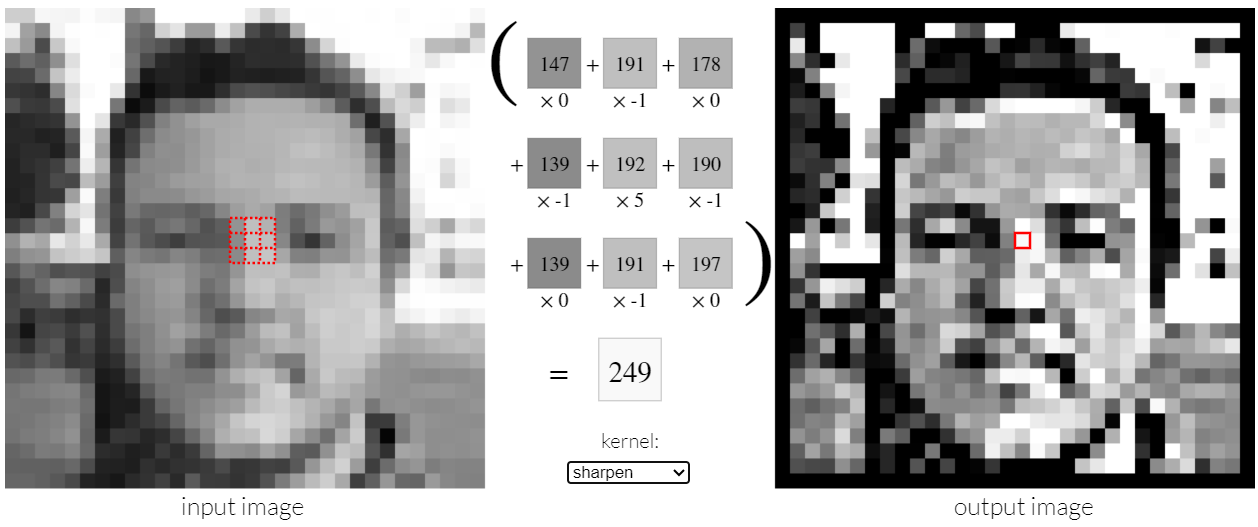 ( 147 + 191 + 178
× 0 × -1 × 0
+ 139 + 192 + 190
× -1 × 5 × -1
+ 139 + 191 + 197 )
× 0 × -1 × 0
= 249
kernel:
sharpen
input image
output image